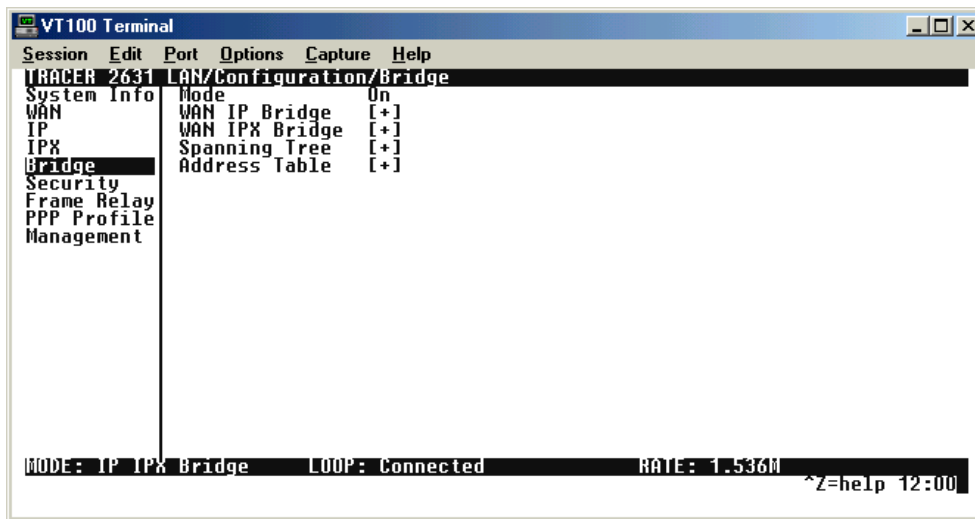 VT100 Terminal
Session Edit Port Options Capture Help
TRACER 2631 LAN/Configuration/Bridge
System Info Mode On
WAN WAN IP Bridge [+]
IP WAN IPX Bridge [+]
IPX Spanning Tree [+]
Bridge Address Table [+]
Security
Frame Relay
PPP Profile
Management
MODE: IP IPX Bridge LOOP: Connected RATE: 1.536M
^Z=help 12:00